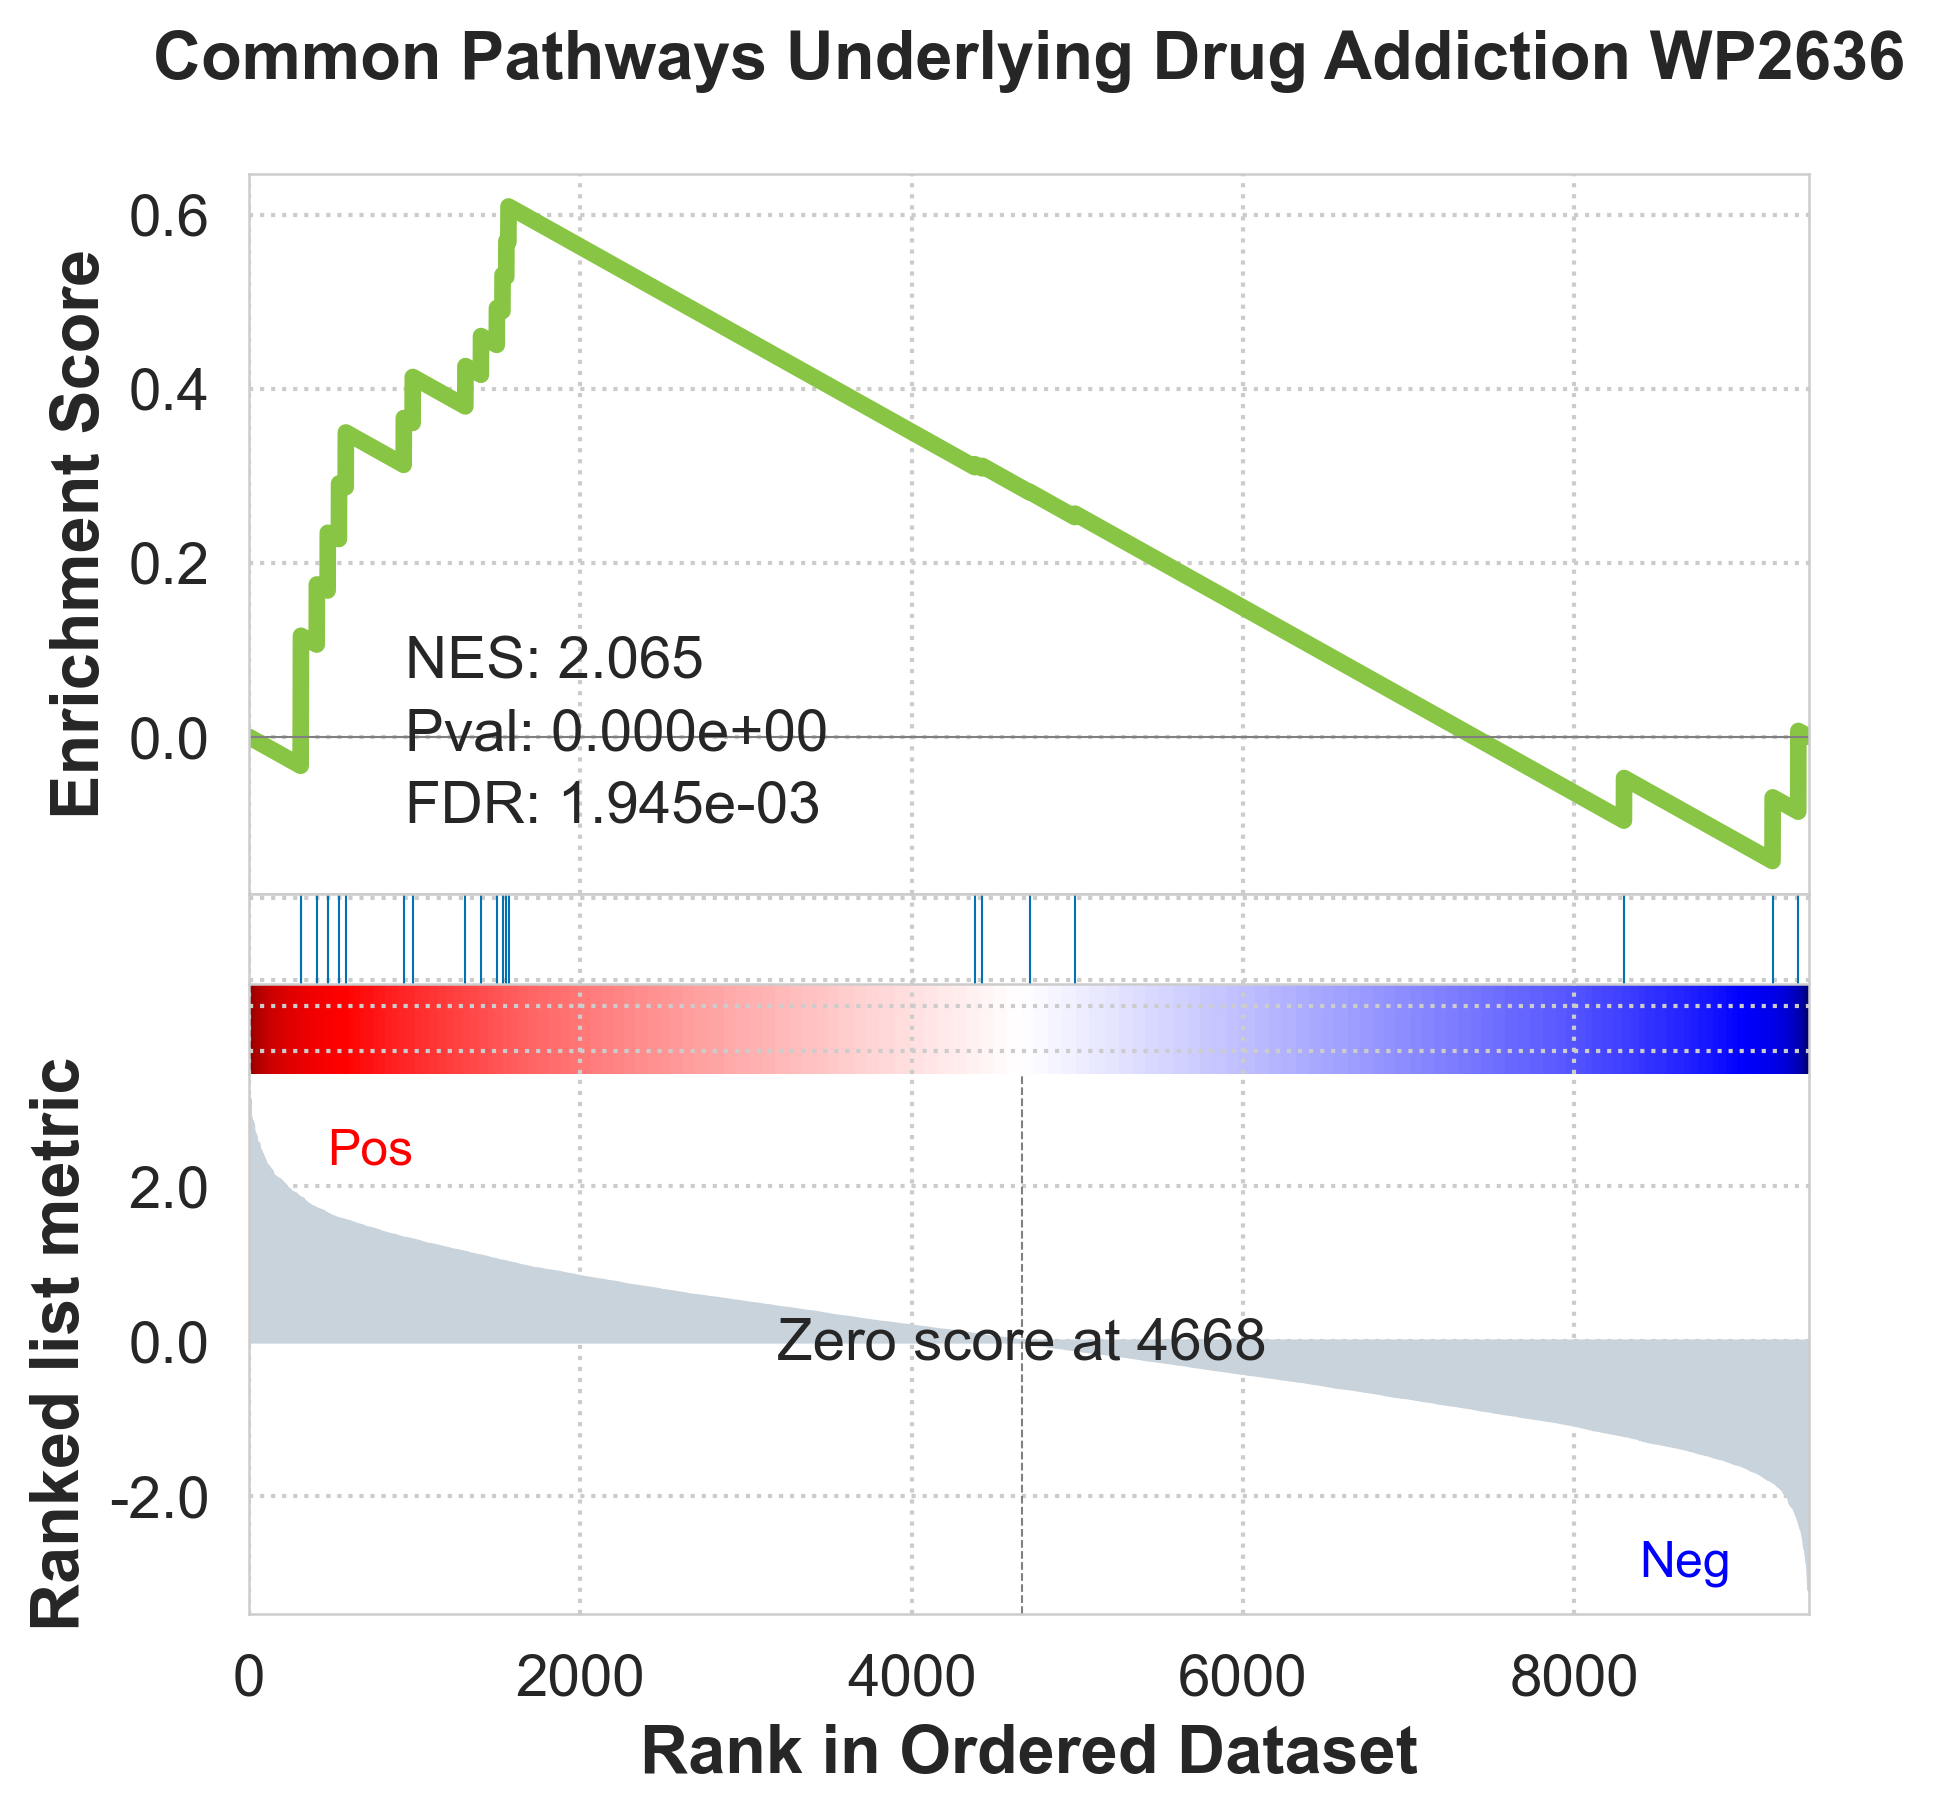 Common Pathways Underlying Drug Addiction WP2636
Enrichment Score
0.6
0.4
0.2
0.0
NES: 2.065
Pval: 0.000e+00
FDR: 1.945e-03
Ranked list metric
Pos
2.0
0.0
-2.0
Zero score at 4668
Neg
0 2000 4000 6000 8000
Rank in Ordered Dataset